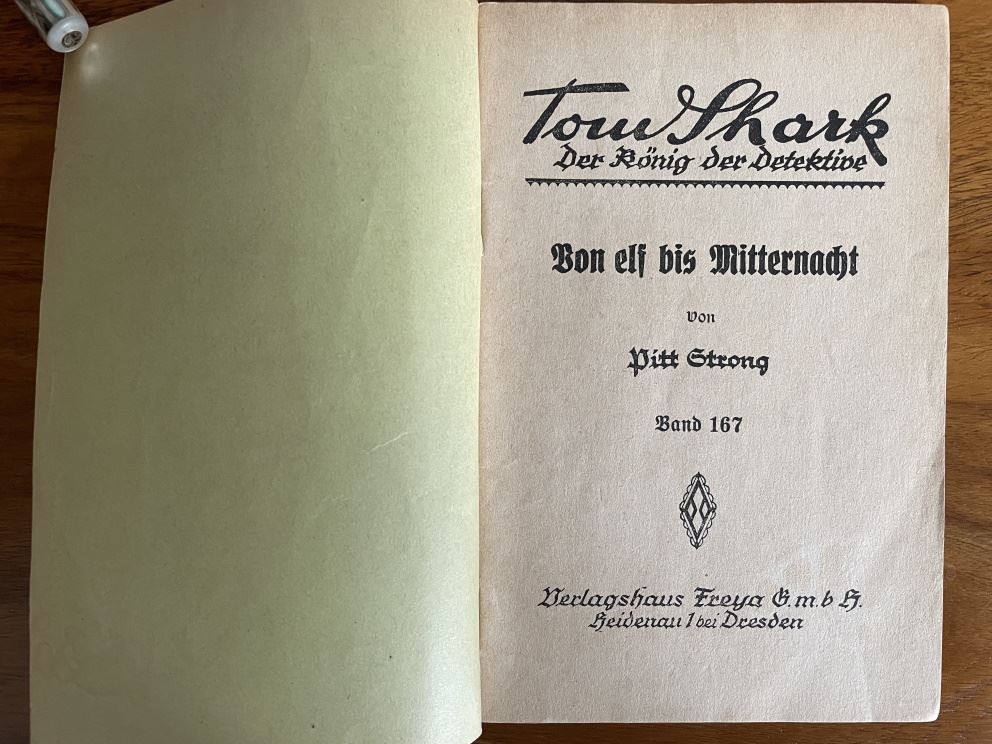 Tom Shark
Der König der Detektive
Von elf bis Mitternacht
von
Pitt Strong
Band 167
Verlagshaus Freya G.m.b H.
Heidenau 1 bei Dresden